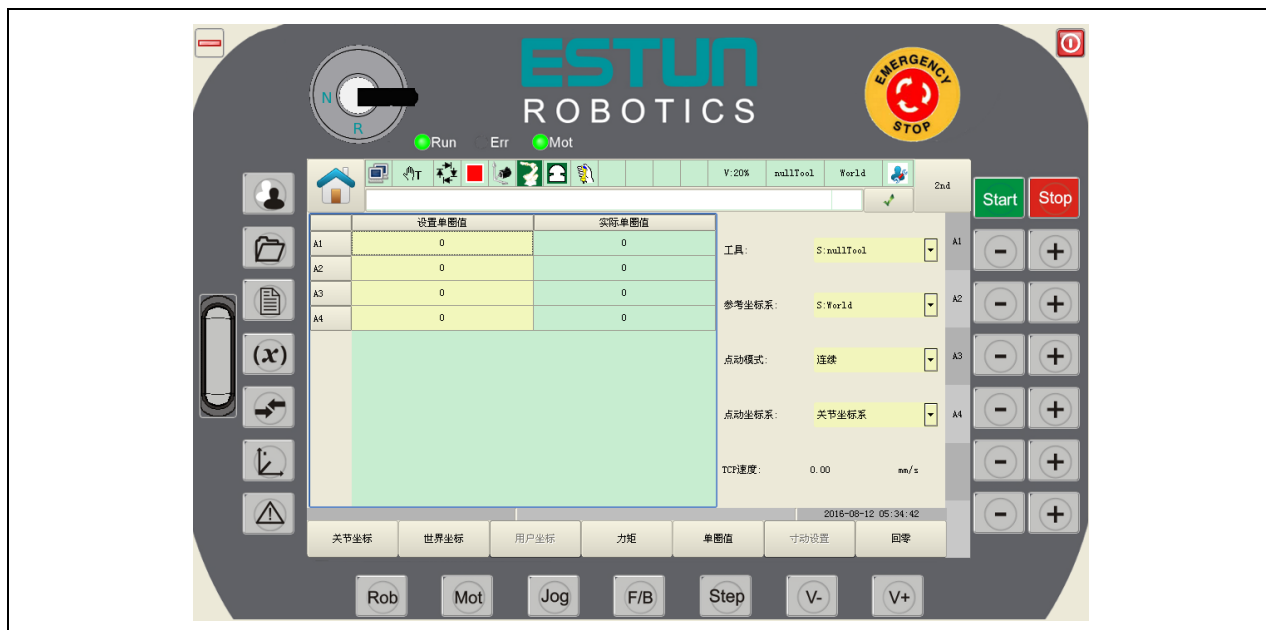 ESTUN
ROBOTICS
N
R
Run Err Mot
EMERGENCY
STOP
T V:20% nullTool World 2nd
Start Stop
设置单圈值 实际单圈值
A1 0 0
A2 0 0
A3 0 0
A4 0 0
工具: S:nullTool
参考坐标系: S:World
点动模式: 连续
点动坐标系: 关节坐标系
TCP速度: 0.00 mm/s
A1 - +
A2 - +
A3 - +
A4 - +
- +
- +
(x)
2016-08-12 05:34:42
关节坐标 世界坐标 用户坐标 力矩 单圈值 寸动设置 回零
Rob Mot Jog F/B Step V- V+